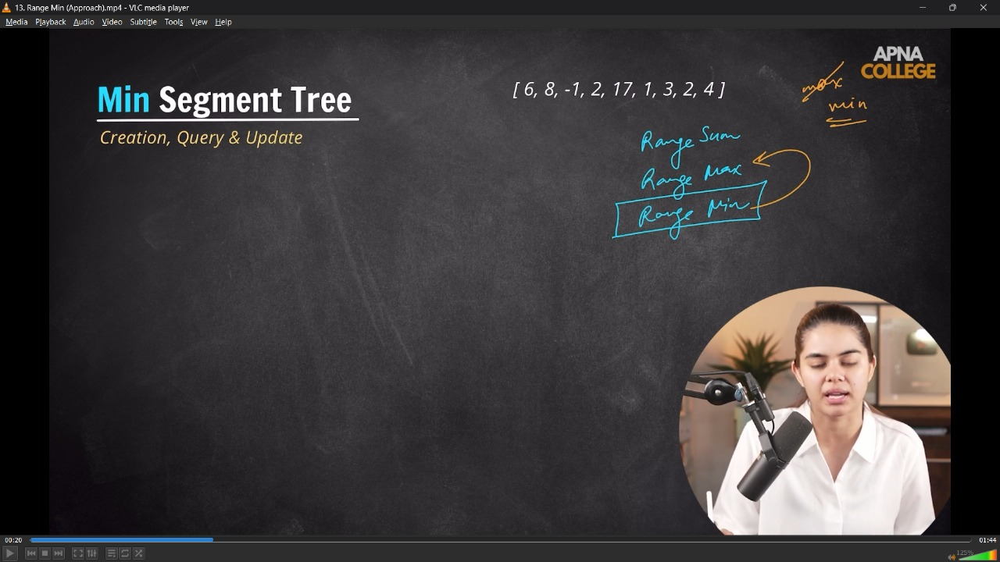 13. Range Min (Approach).mp4 - VLC media player
Media Playback Audio Video Subtitle Tools View Help
APNA
COLLEGE
Min Segment Tree
[ 6, 8, -1, 2, 17, 1, 3, 2, 4 ]
max
min
Creation, Query & Update
Range Sum
Range Max
Range Min
00:20
01:44
125%